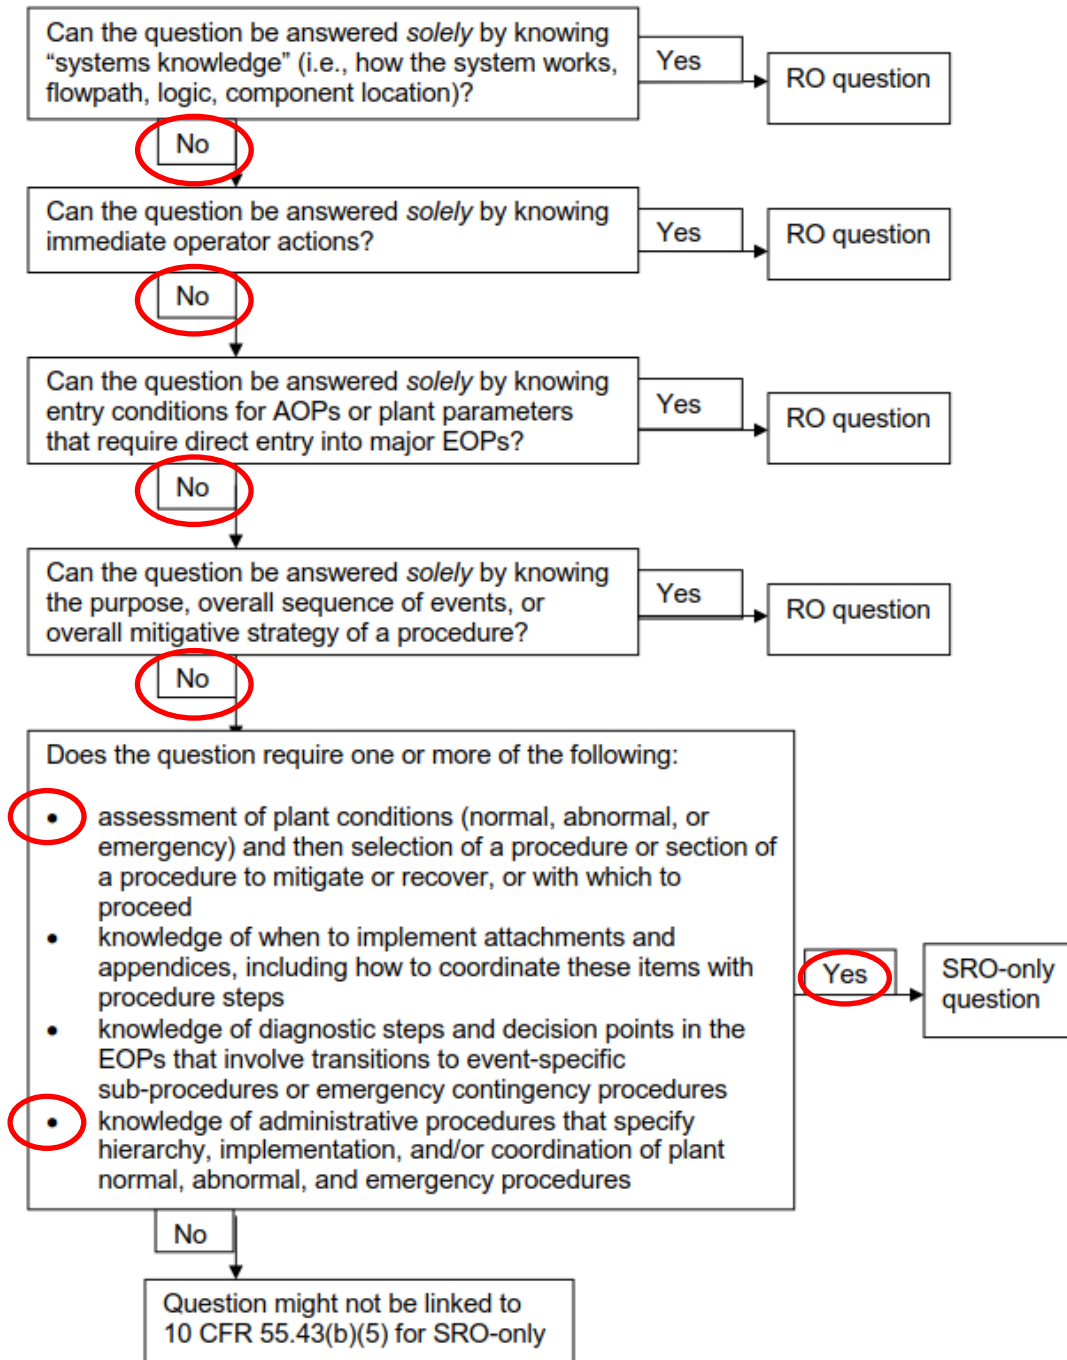 Can the question be answered solely by knowing
“systems knowledge” (i.e., how the system works,
flowpath, logic, component location)?
Yes
RO question
No
Can the question be answered solely by knowing
immediate operator actions?
Yes
RO question
No
Can the question be answered solely by knowing
entry conditions for AOPs or plant parameters
that require direct entry into major EOPs?
Yes
RO question
No
Can the question be answered solely by knowing
the purpose, overall sequence of events, or
overall mitigative strategy of a procedure?
Yes
RO question
No
Does the question require one or more of the following:
• assessment of plant conditions (normal, abnormal, or
emergency) and then selection of a procedure or section of
a procedure to mitigate or recover, or with which to
proceed
• knowledge of when to implement attachments and
appendices, including how to coordinate these items with
procedure steps
• knowledge of diagnostic steps and decision points in the
EOPs that involve transitions to event-specific
sub-procedures or emergency contingency procedures
• knowledge of administrative procedures that specify
hierarchy, implementation, and/or coordination of plant
normal, abnormal, and emergency procedures
Yes
SRO-only
question
No
Question might not be linked to
10 CFR 55.43(b)(5) for SRO-only